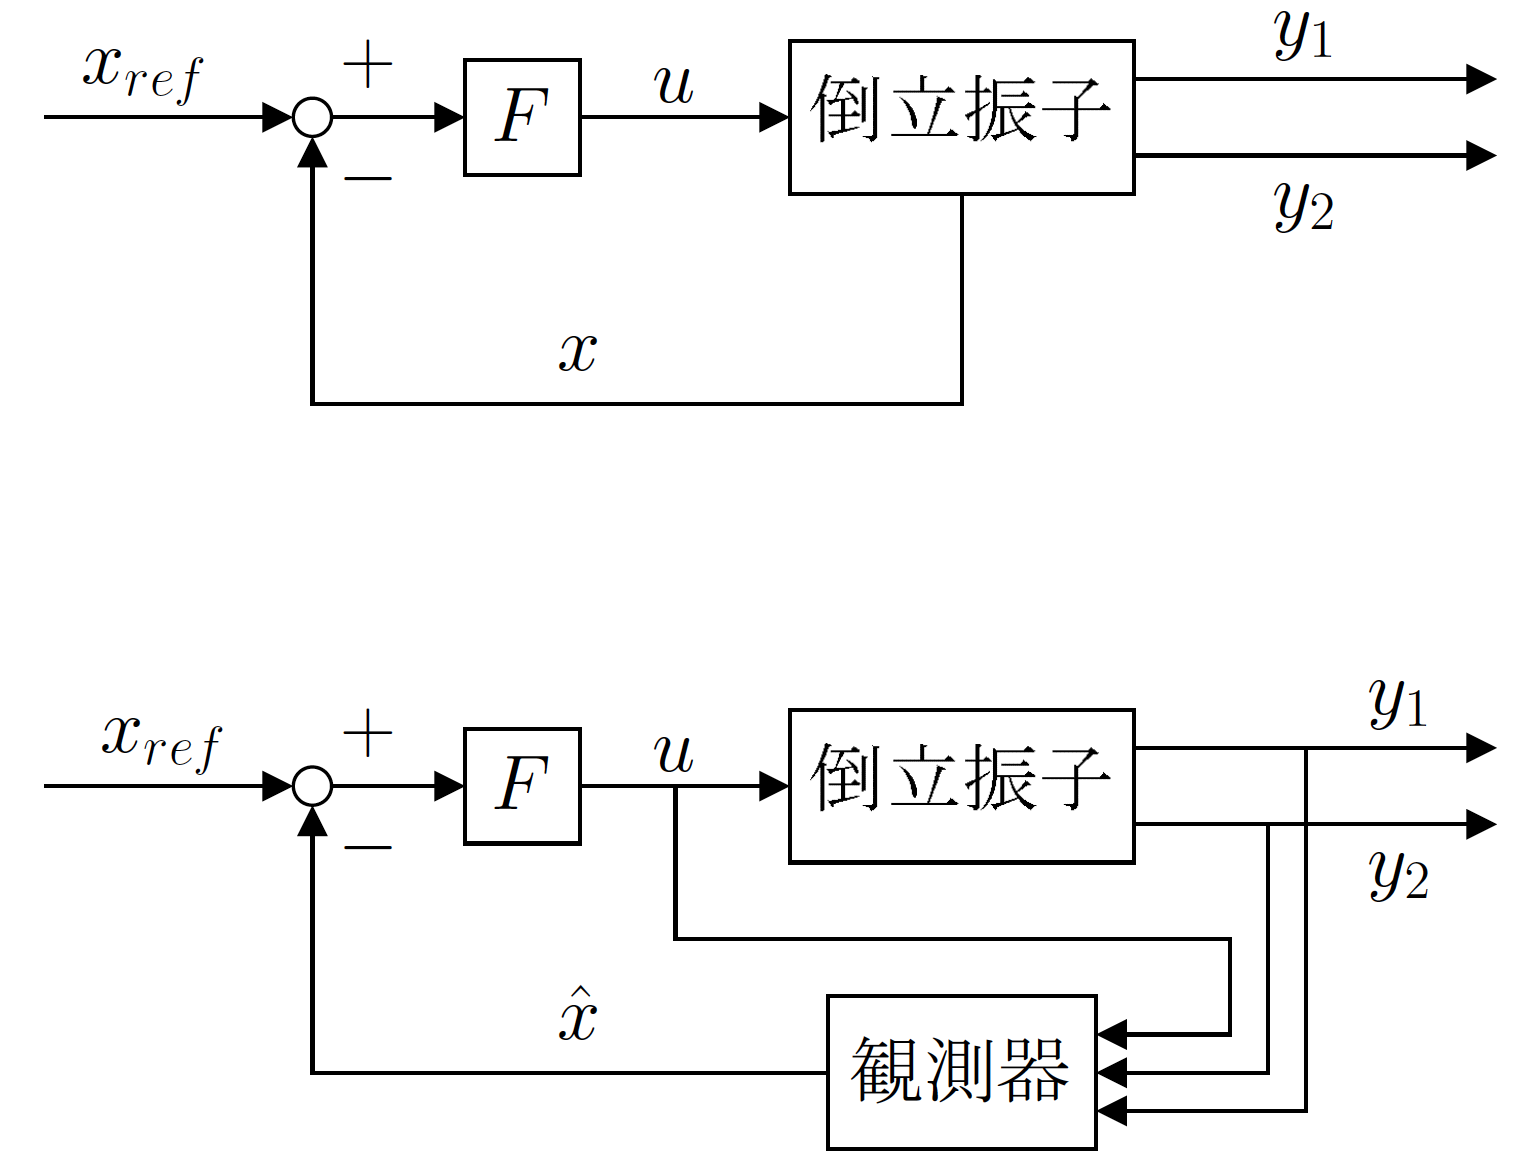 x_{ref} + F u 倒立振子 y_1
− y_2
x
x_{ref} + F u 倒立振子 y_1
− y_2
\hat{x} 観測器